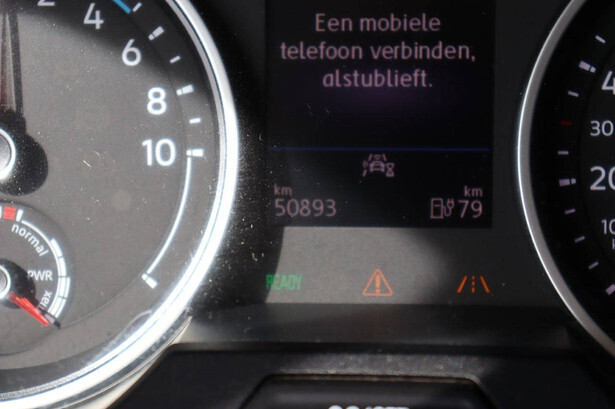 2
4
6
8
10
normal
PWR
Een mobiele
telefoon verbinden,
alstublieft.
km
50893
km
79
READY
30
20
10